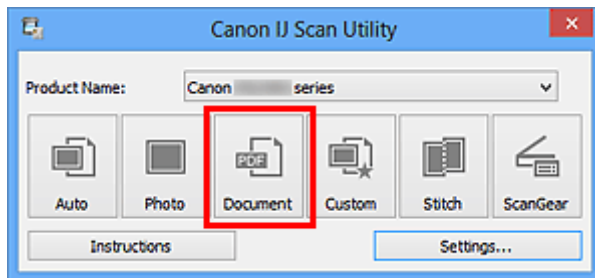 Canon IJ Scan Utility
Product Name: Canon series
PDF
Auto Photo Document Custom Stitch ScanGear
Instructions Settings...